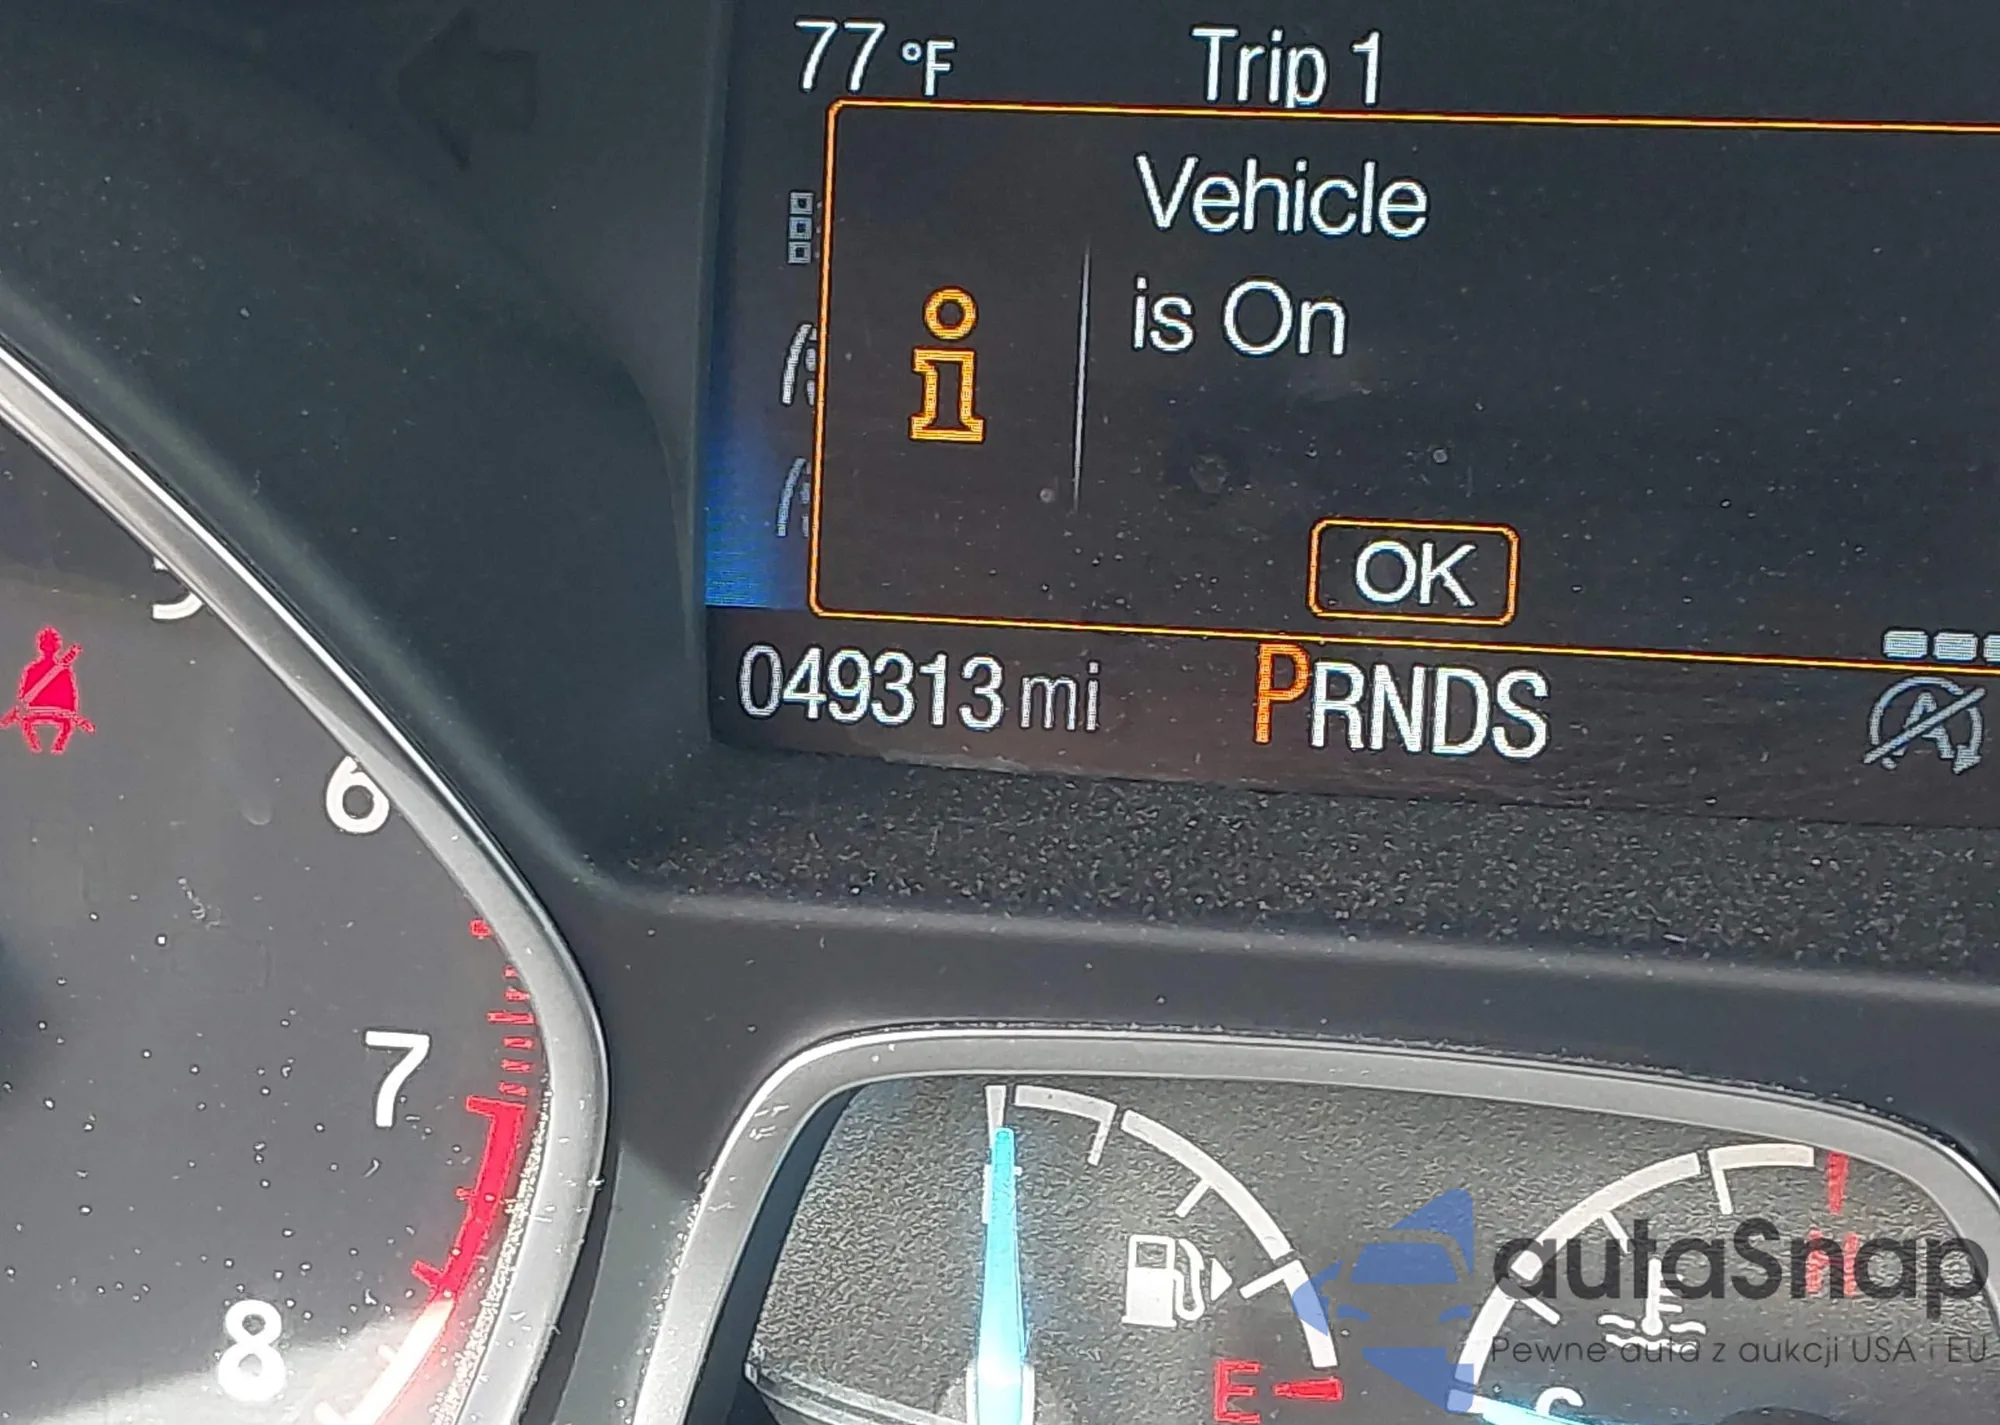 77 °F
Trip 1
Vehicle
is On
OK
049313 mi
PRNDS
A
5
6
7
8
E
H
C
autaSnap
Pewne auta z aukcji USA i EU